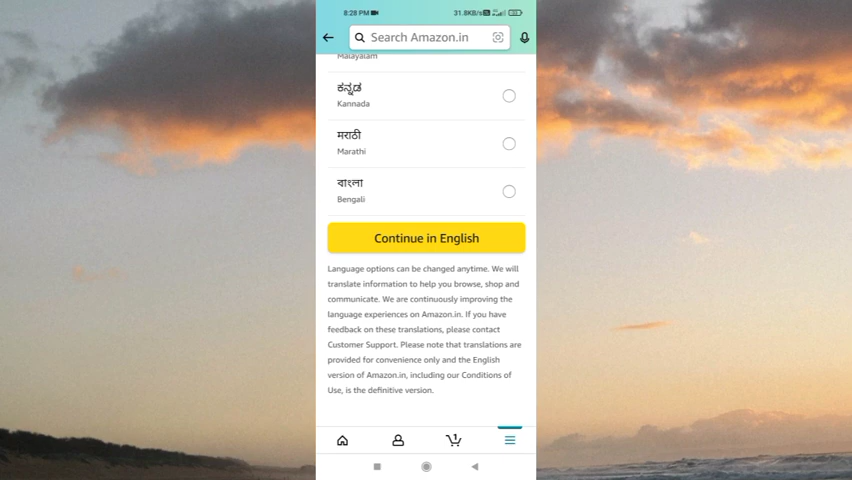 8:28 PM
31.8KB/s
Search Amazon.in
Malayalam
ಕನ್ನಡ
Kannada
मराठी
Marathi
বাংলা
Bengali
Continue in English
Language options can be changed anytime. We will
translate information to help you browse, shop and
communicate. We are continuously improving the
language experiences on Amazon.in. If you have
feedback on these translations, please contact
Customer Support. Please note that translations are
provided for convenience only and the English
version of Amazon.in, including our Conditions of
Use, is the definitive version.
1